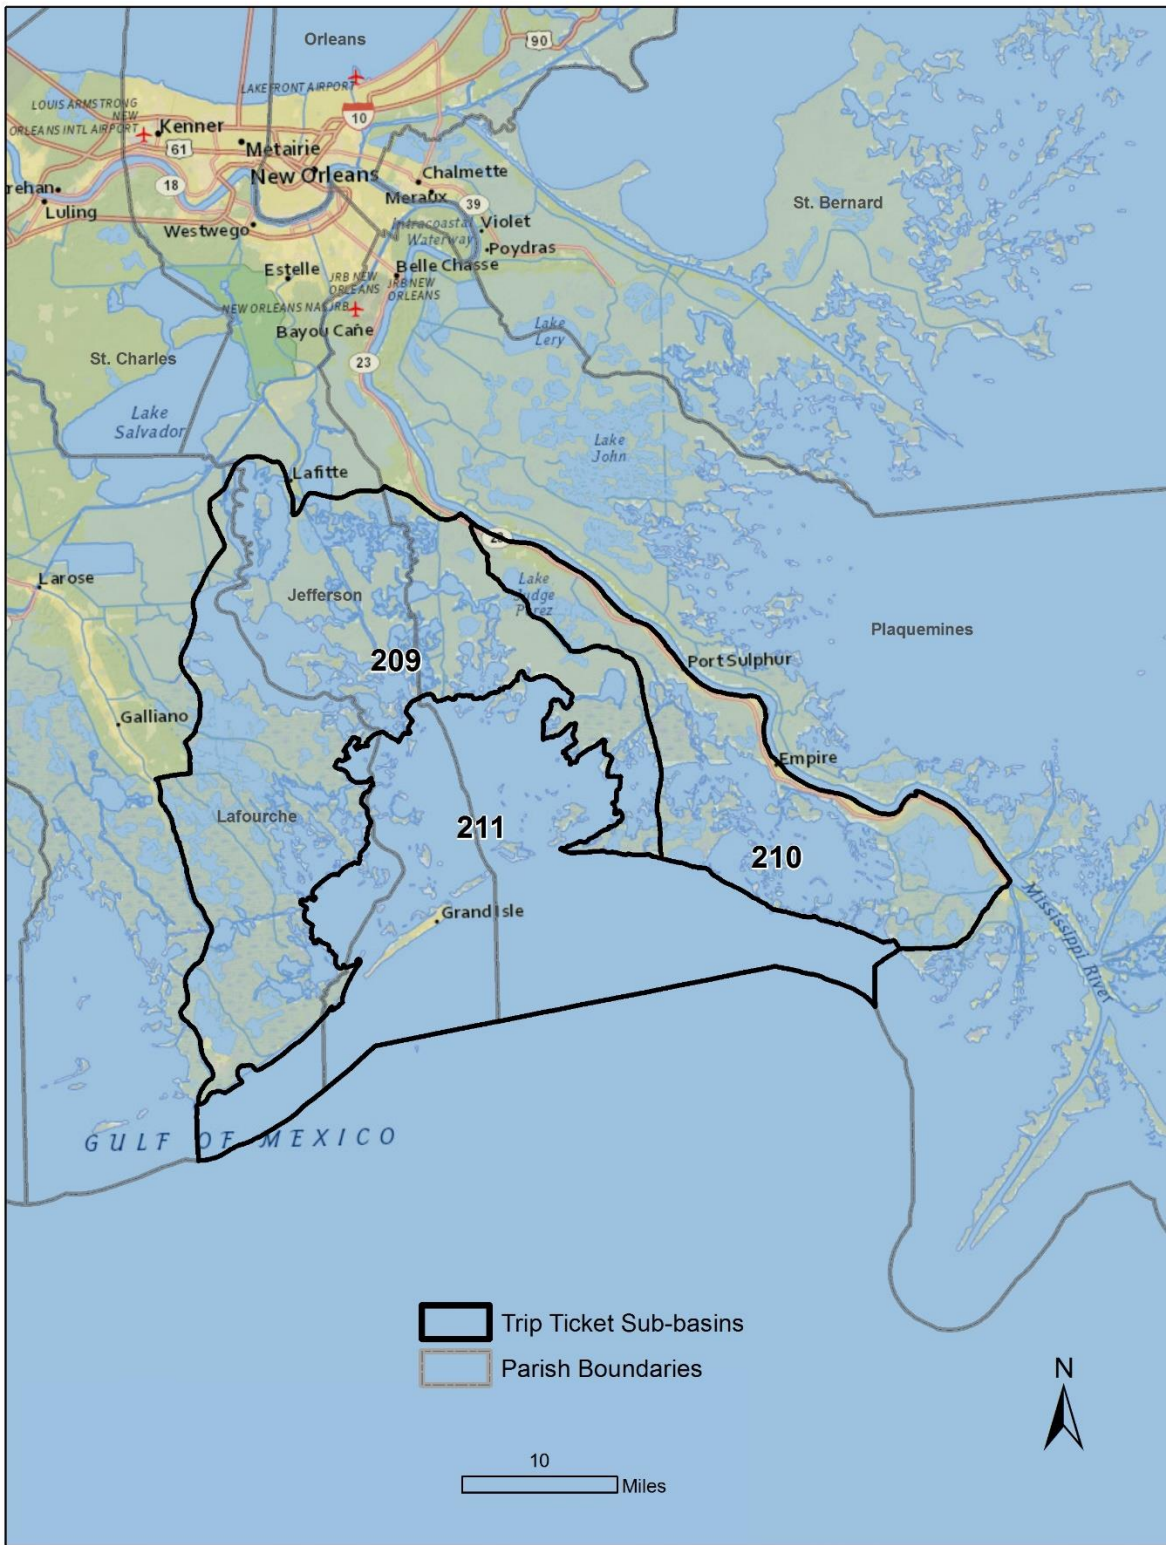 Orleans
90
LAKEFRONT AIRPORT
LOUIS ARMSTRONG
NEW
ORLEANS INTL AIRPORT
Kenner
10
61
Metairie
New Orleans
Chalmette
Meraux
rehan
18
39
Luling
Westwego
Intracoastal
Waterway
Violet
Poydras
St. Bernard
Estelle
JRB NEW
ORLEANS
Belle Chasse
JRB NEW
ORLEANS
NEW ORLEANS NAS JRB
Bayou Cane
Lake
Lery
St. Charles
23
Lake
Salvador
Lake
John
Lafitte
23
Larose
Jefferson
Lake
Judge
Perez
Plaquemines
209
Port Sulphur
Galliano
Empire
Lafourche
211
210
Grand Isle
Mississippi River
GULF OF MEXICO
Trip Ticket Sub-basins
Parish Boundaries
N
10
Miles